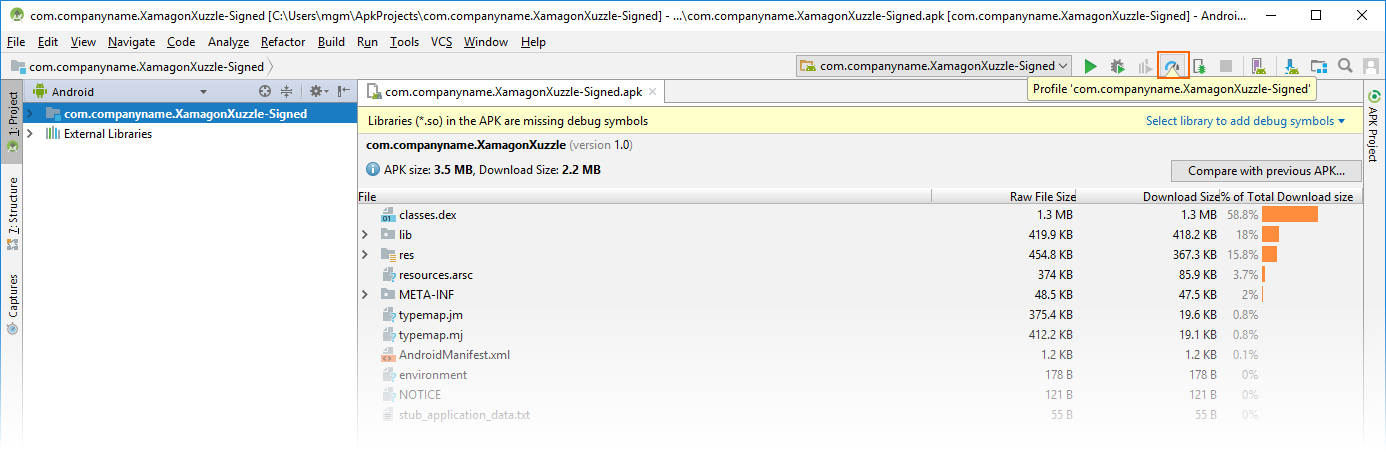 com.companyname.XamagonXuzzle-Signed [C:\Users\mgm\ApkProjects\com.companyname.XamagonXuzzle-Signed] - ...\com.companyname.XamagonXuzzle-Signed.apk [com.companyname.XamagonXuzzle-Signed] - Androi...
File Edit View Navigate Code Analyze Refactor Build Run Tools VCS Window Help
com.companyname.XamagonXuzzle-Signed
com.companyname.XamagonXuzzle-Signed
Profile 'com.companyname.XamagonXuzzle-Signed'
1: Project
7: Structure
Captures
Android
com.companyname.XamagonXuzzle-Signed
External Libraries
com.companyname.XamagonXuzzle-Signed.apk
Libraries (*.so) in the APK are missing debug symbols Select library to add debug symbols
com.companyname.XamagonXuzzle (version 1.0)
APK size: 3.5 MB, Download Size: 2.2 MB Compare with previous APK...
File Raw File Size Download Size % of Total Download size
classes.dex 1.3 MB 1.3 MB 58.8%
lib 419.9 KB 418.2 KB 18%
res 454.8 KB 367.3 KB 15.8%
resources.arsc 374 KB 85.9 KB 3.7%
META-INF 48.5 KB 47.5 KB 2%
typemap.jm 375.4 KB 19.6 KB 0.8%
typemap.mj 412.2 KB 19.1 KB 0.8%
AndroidManifest.xml 1.2 KB 1.2 KB 0.1%
environment 178 B 178 B 0%
NOTICE 121 B 121 B 0%
stub_application_data.txt 55 B 55 B 0%
APK Project